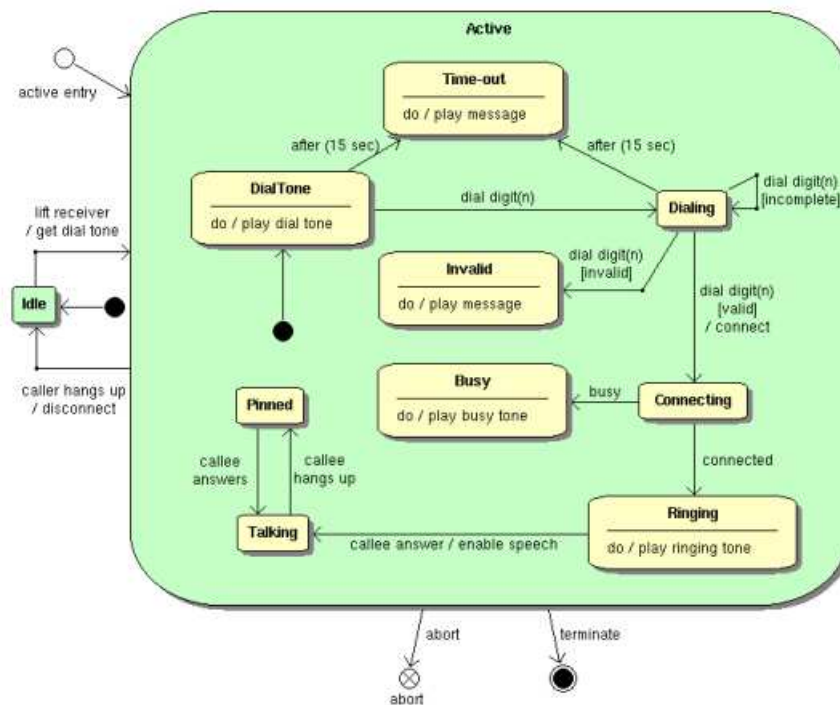 Active
active entry
Time-out
do / play message
after (15 sec)
after (15 sec)
DialTone
do / play dial tone
dial digit(n)
Dialing
dial digit(n)
[incomplete]
lift receiver
/ get dial tone
Invalid
do / play message
dial digit(n)
[invalid]
dial digit(n)
[valid]
/ connect
Idle
caller hangs up
/ disconnect
Pinned
Busy
do / play busy tone
busy
Connecting
callee
answers
callee
hangs up
connected
Talking
callee answer / enable speech
Ringing
do / play ringing tone
abort
terminate
abort